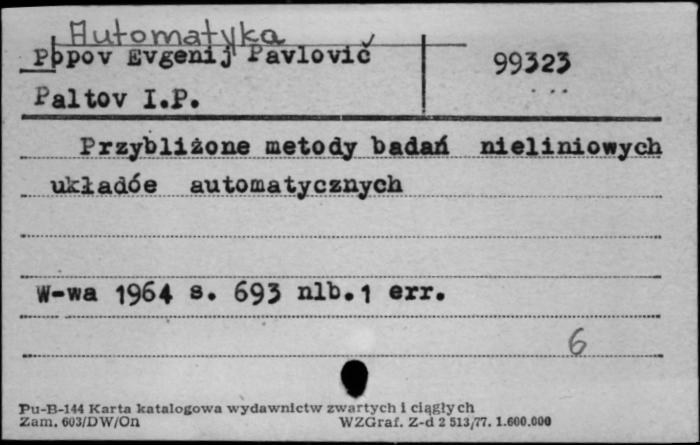 Automatyka
Popov Evgenij Pavlovič
99323
Paltov I.P.
Przybliżone metody badań nieliniowych
układóe automatycznych
W-wa 1964 s. 693 nlb.1 err.
6
Pu-B-144 Karta katalogowa wydawnictw zwartych i ciągłych
Zam. 603/DW/On WZGraf. Z-d 2 513/77. 1.600.000